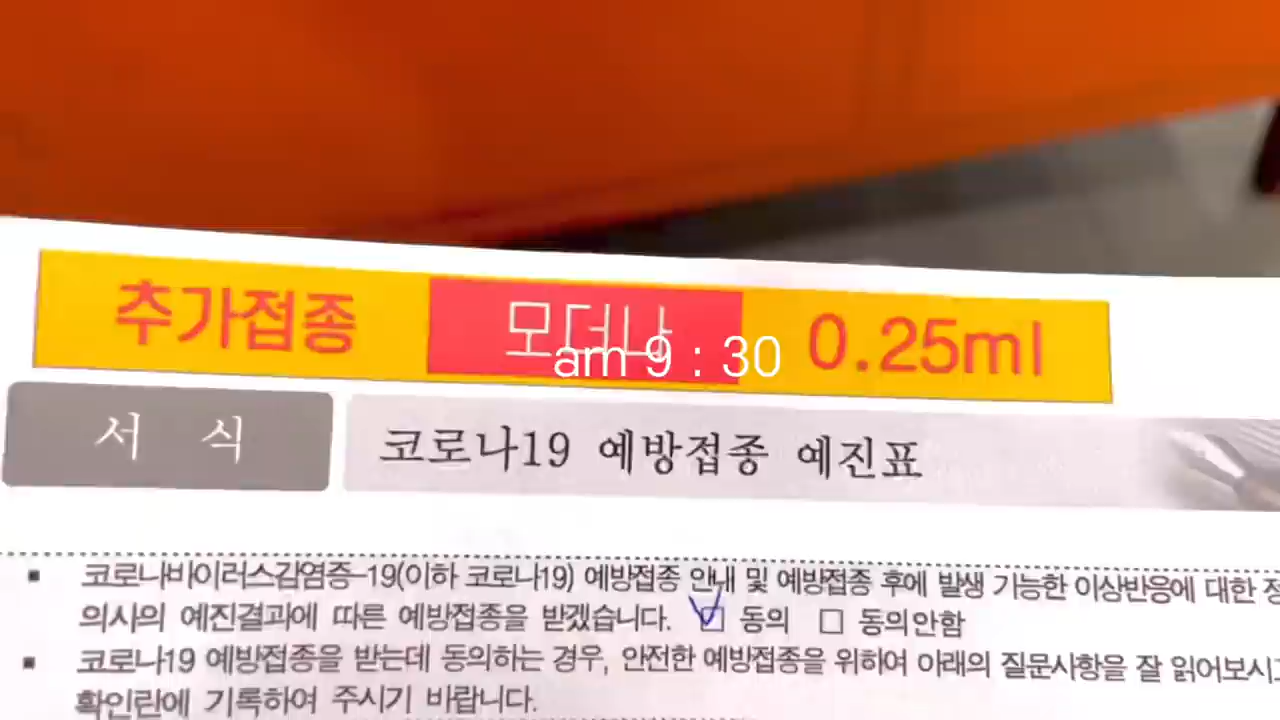 추가접종 모더나 0.25ml
am 9 : 30
서 식 코로나19 예방접종 예진표
▪ 코로나바이러스감염증-19(이하 코로나19) 예방접종 안내 및 예방접종 후에 발생 가능한 이상반응에 대한
의사의 예진결과에 따른 예방접종을 받겠습니다. ☑ 동의 □ 동의안함
▪ 코로나19 예방접종을 받는데 동의하는 경우, 안전한 예방접종을 위하여 아래의 질문사항을 잘 읽어보시고
확인란에 기록하여 주시기 바랍니다.